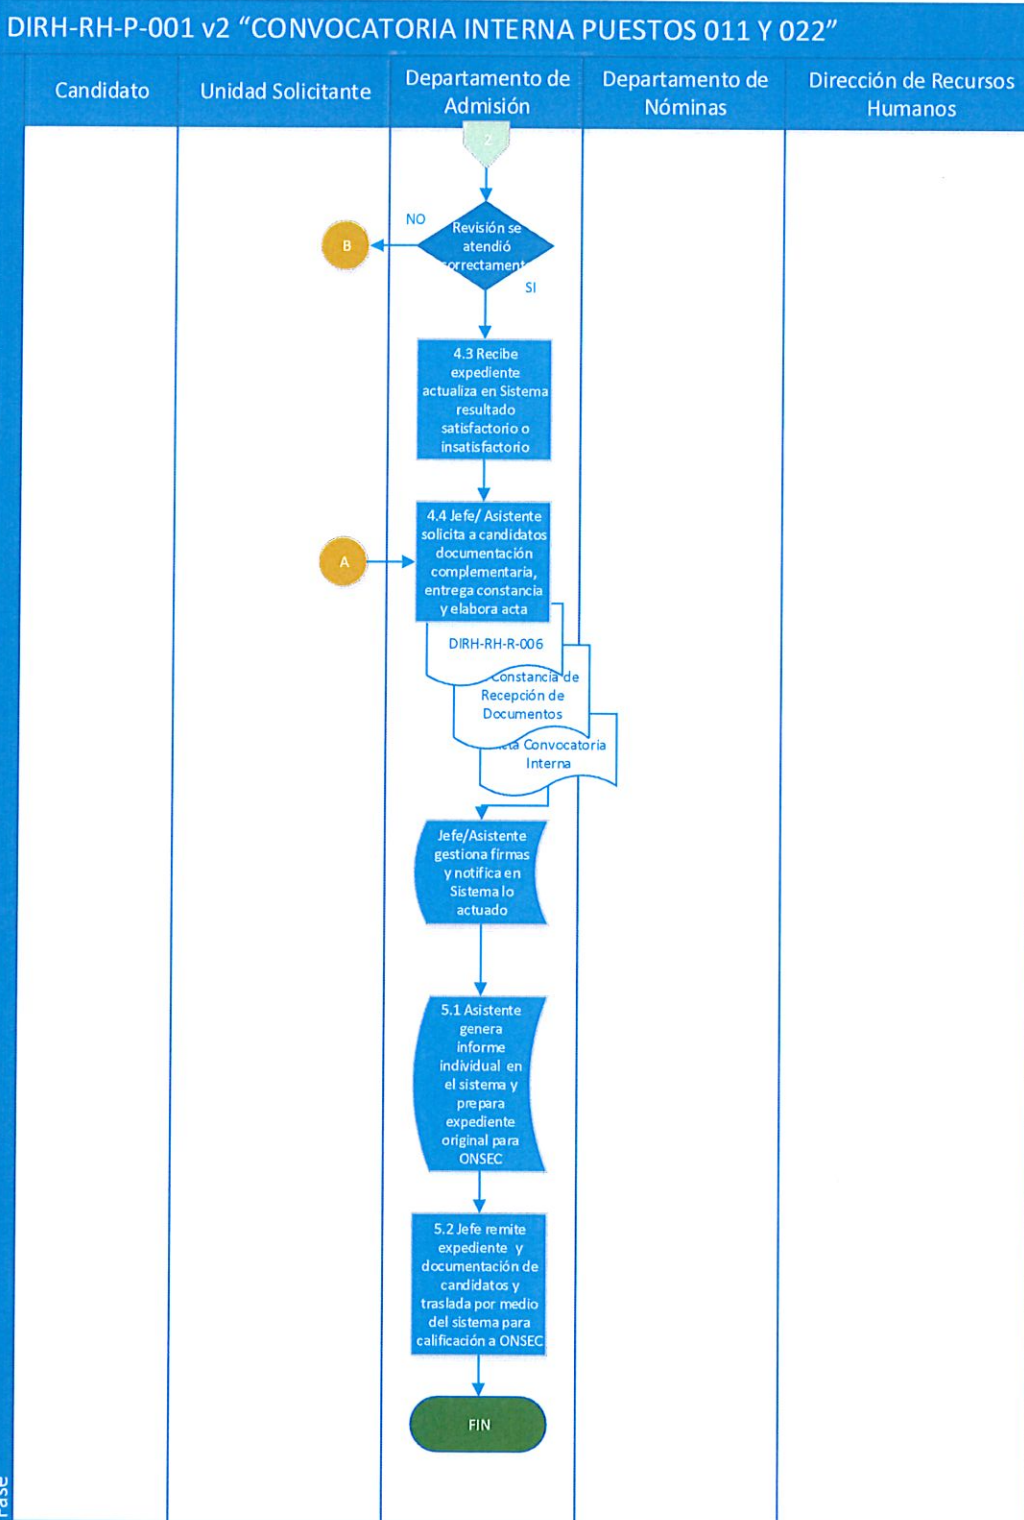 DIRH-RH-P-001 v2 “CONVOCATORIA INTERNA PUESTOS 011 Y 022”
Candidato
Unidad Solicitante
Departamento de
Admisión
Departamento de
Nóminas
Dirección de Recursos
Humanos
2
Revisión se
atendió
correctament
NO
B
SI
4.3 Recibe
expediente
actualiza en Sistema
resultado
satisfactorio o
insatisfactorio
4.4 Jefe/ Asistente
solicita a candidatos
documentación
complementaria,
entrega constancia
y elabora acta
A
DIRH-RH-R-006
Constancia de
Recepción de
Documentos
Convocatoria
Interna
Jefe/Asistente
gestiona firmas
y notifica en
Sistema lo
actuado
5.1 Asistente
genera
informe
individual en
el sistema y
prepara
expediente
original para
ONSEC
5.2 Jefe remite
expediente y
documentación de
candidatos y
traslada por medio
del sistema para
calificación a ONSEC
FIN
Fase